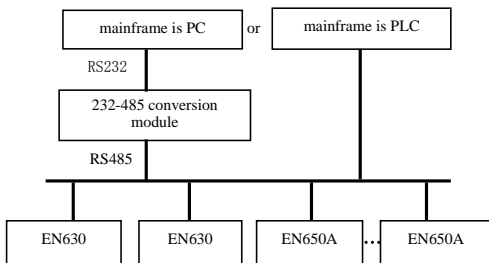 mainframe is PC
or
mainframe is PLC
RS232
232-485 conversion
module
RS485
EN630
EN630
EN650A
...
EN650A